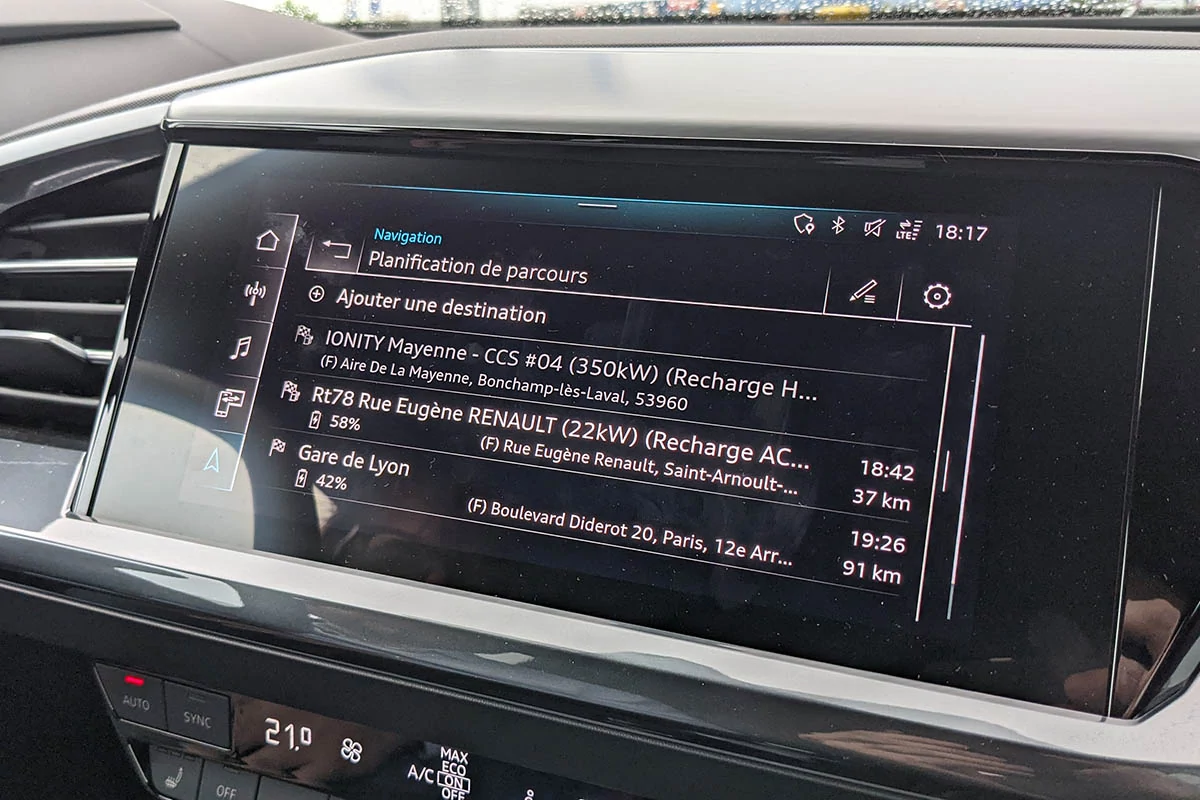 LTE 18:17
Navigation
Planification de parcours
Ajouter une destination
IONITY Mayenne - CCS #04 (350kW) (Recharge H...
(F) Aire De La Mayenne, Bonchamp-lès-Laval, 53960
Rt78 Rue Eugène RENAULT (22kW) (Recharge AC...
58%
(F) Rue Eugène Renault, Saint-Arnoult-...
18:42
37 km
Gare de Lyon
42%
(F) Boulevard Diderot 20, Paris, 12e Arr...
19:26
91 km
AUTO
SYNC
21.0
OFF
A/C
MAX
ECO
ON
OFF